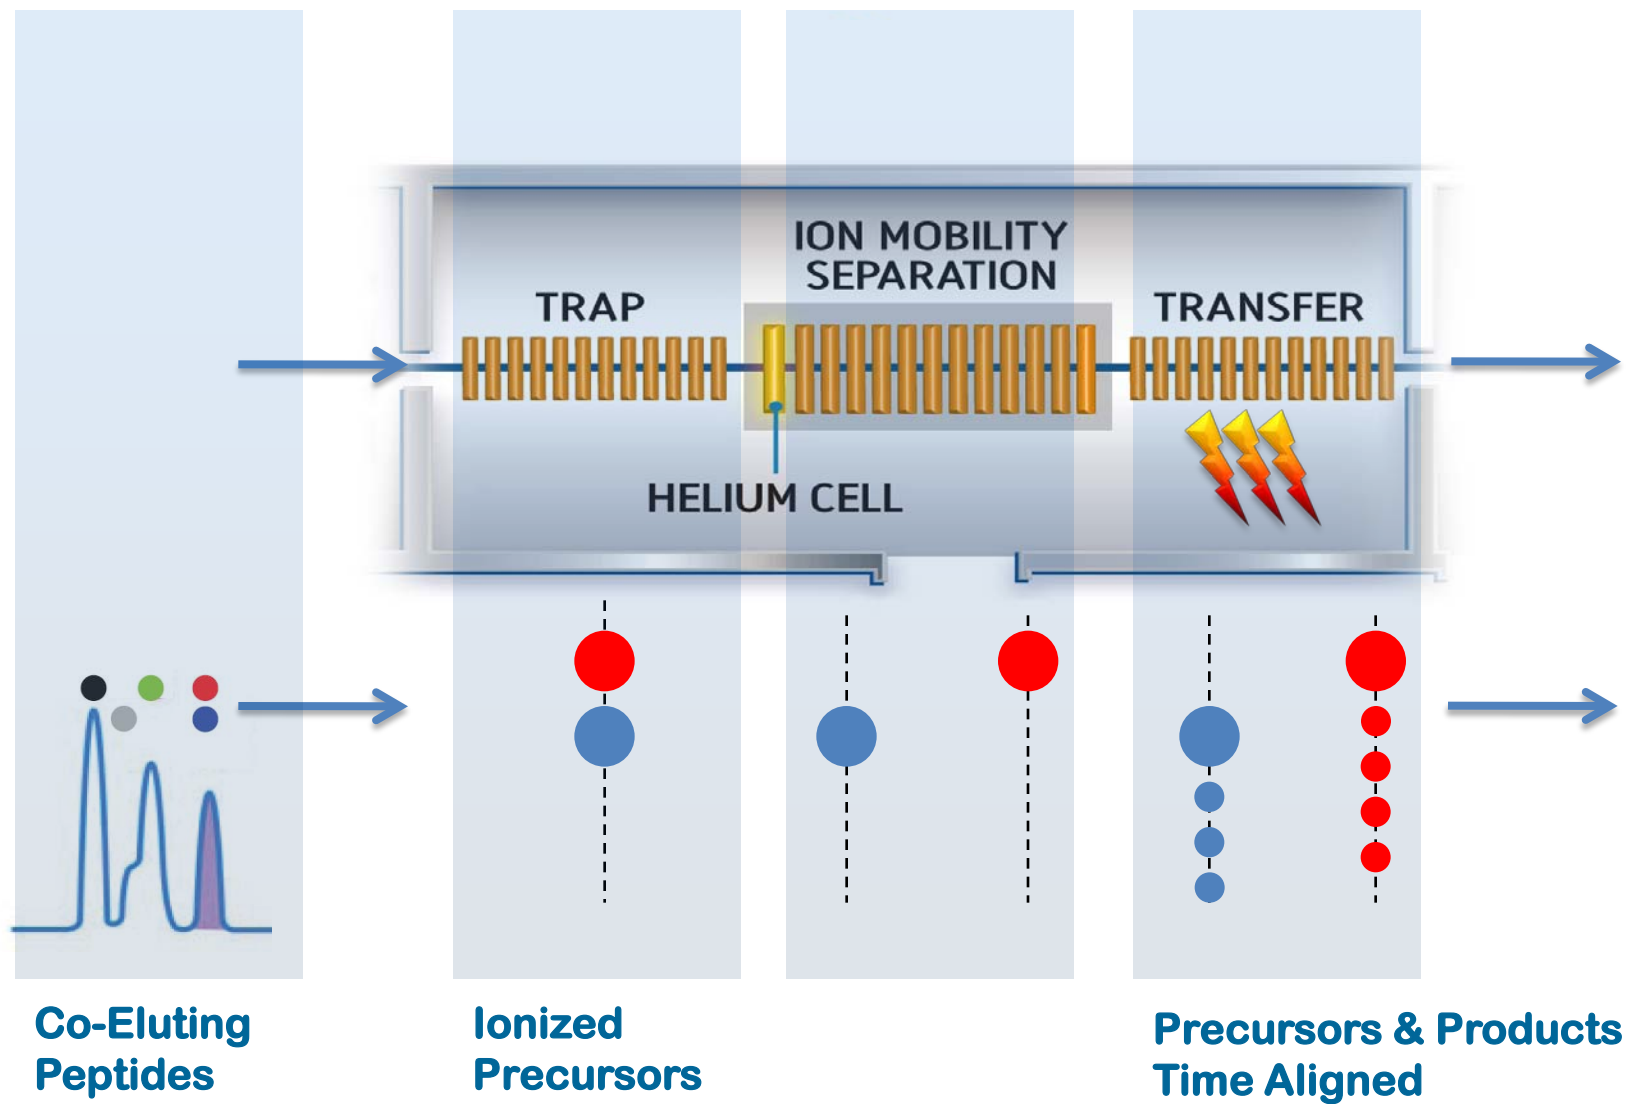 ION MOBILITY
SEPARATION
TRAP
TRANSFER
HELIUM CELL
Co-Eluting
Peptides
Ionized
Precursors
Precursors & Products
Time Aligned